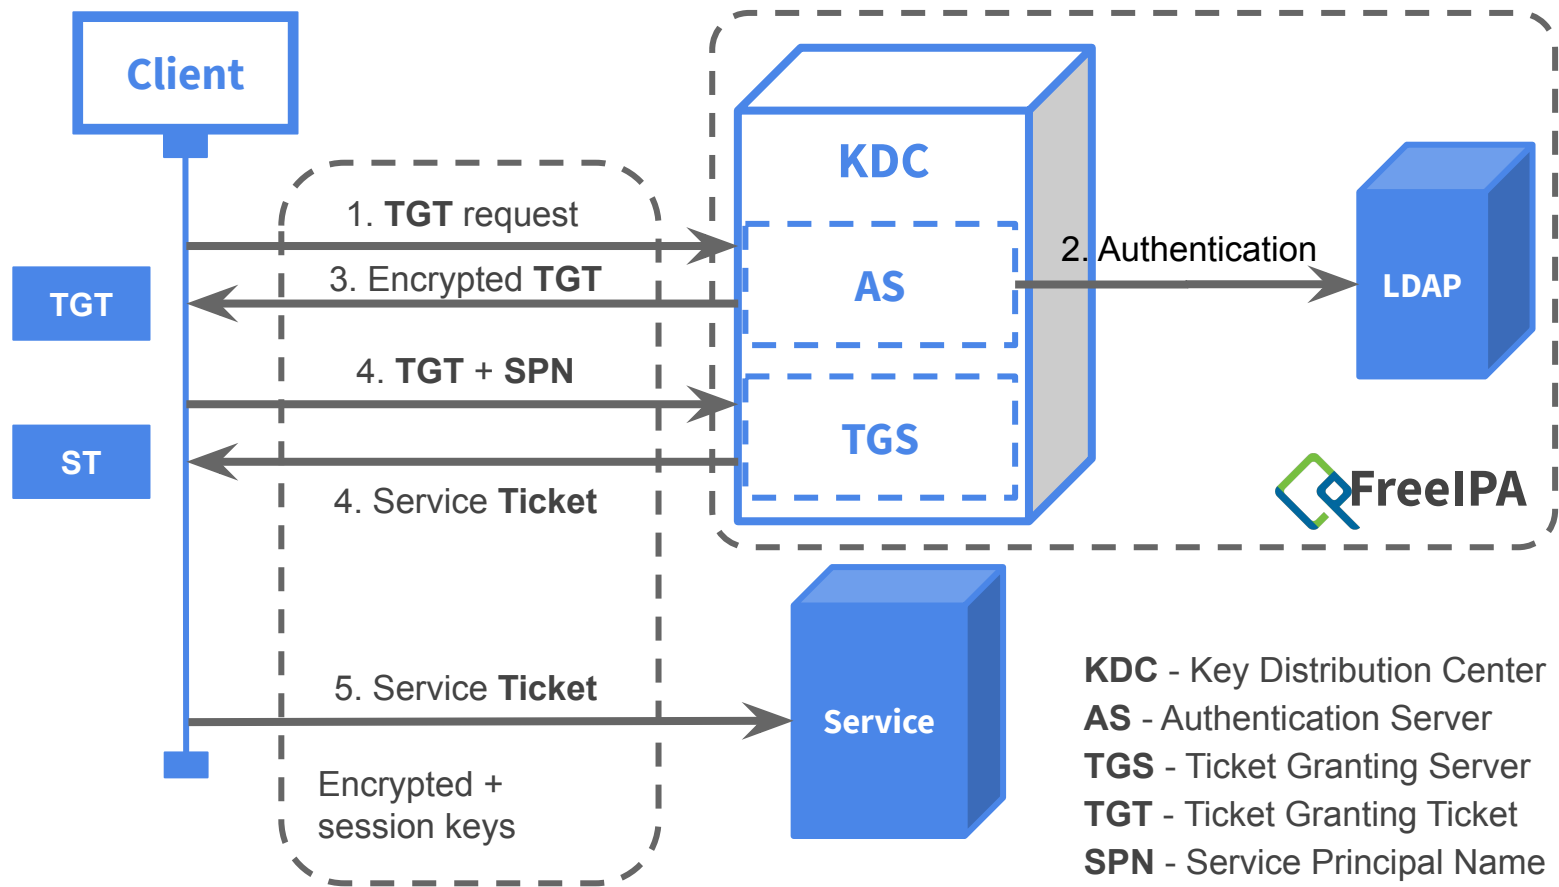 Client
KDC
1. TGT request
2. Authentication
3. Encrypted TGT
AS
LDAP
TGT
4. TGT + SPN
TGS
ST
4. Service Ticket
FreeIPA
5. Service Ticket
Service
Encrypted +
session keys
KDC - Key Distribution Center
AS - Authentication Server
TGS - Ticket Granting Server
TGT - Ticket Granting Ticket
SPN - Service Principal Name